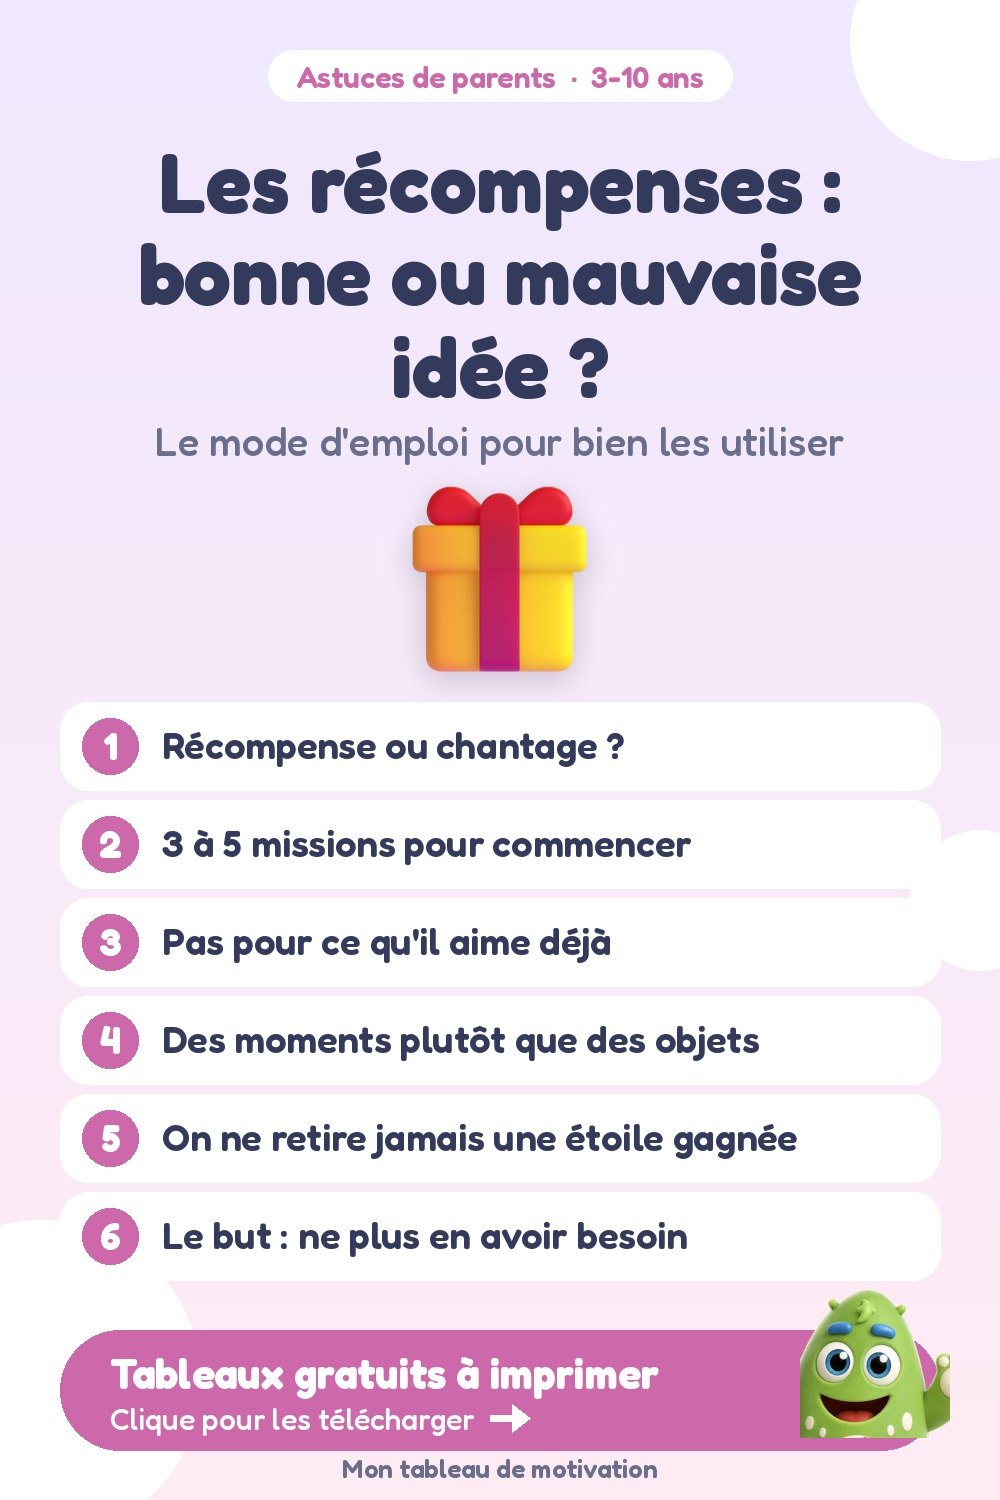 Astuces de parents · 3-10 ans
Les récompenses :
bonne ou mauvaise
idée ?
Le mode d'emploi pour bien les utiliser
1 Récompense ou chantage ?
2 3 à 5 missions pour commencer
3 Pas pour ce qu'il aime déjà
4 Des moments plutôt que des objets
5 On ne retire jamais une étoile gagnée
6 Le but : ne plus en avoir besoin
Tableaux gratuits à imprimer
Clique pour les télécharger →
Mon tableau de motivation